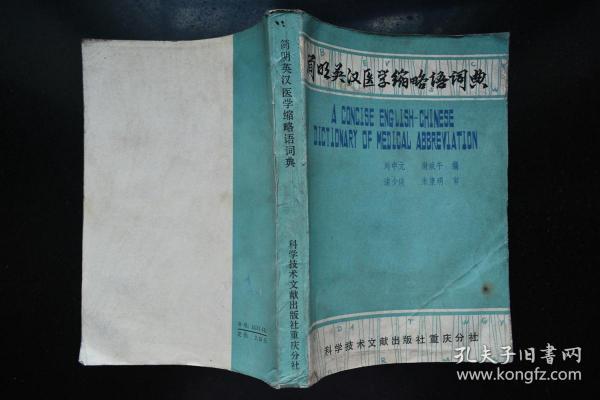 简明英汉医学缩略语词典
A CONCISE ENGLISH-CHINESE
DICTIONARY OF MEDICAL ABBREVIATION
编
审
科学技术文献出版社重庆分社
简明英汉医学缩略语词典
科学技术文献出版社重庆分社
孔夫子旧书网
www.kongfz.com